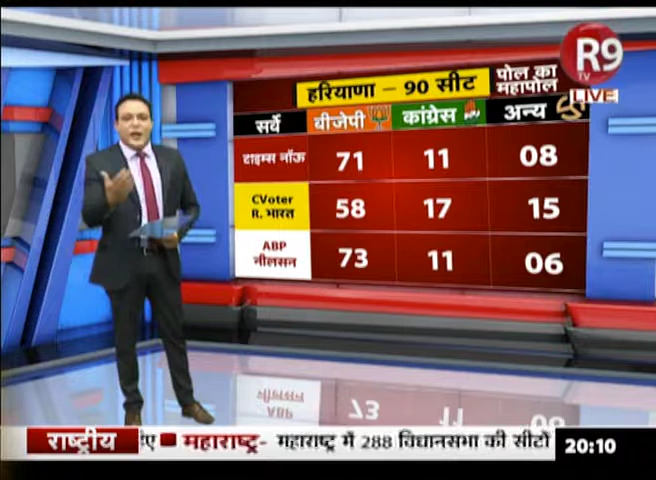 R9
TV
LIVE
हरियाणा – 90 सीट
पोल का
महापोल
सर्वे बीजेपी कांग्रेस अन्य
टाइम्स नॉऊ 71 11 08
CVoter
R. भारत 58 17 15
ABP
नीलसन 73 11 06
राष्ट्रीय महाराष्ट्र- महाराष्ट्र में 288 विधानसभा की सीटों 20:10